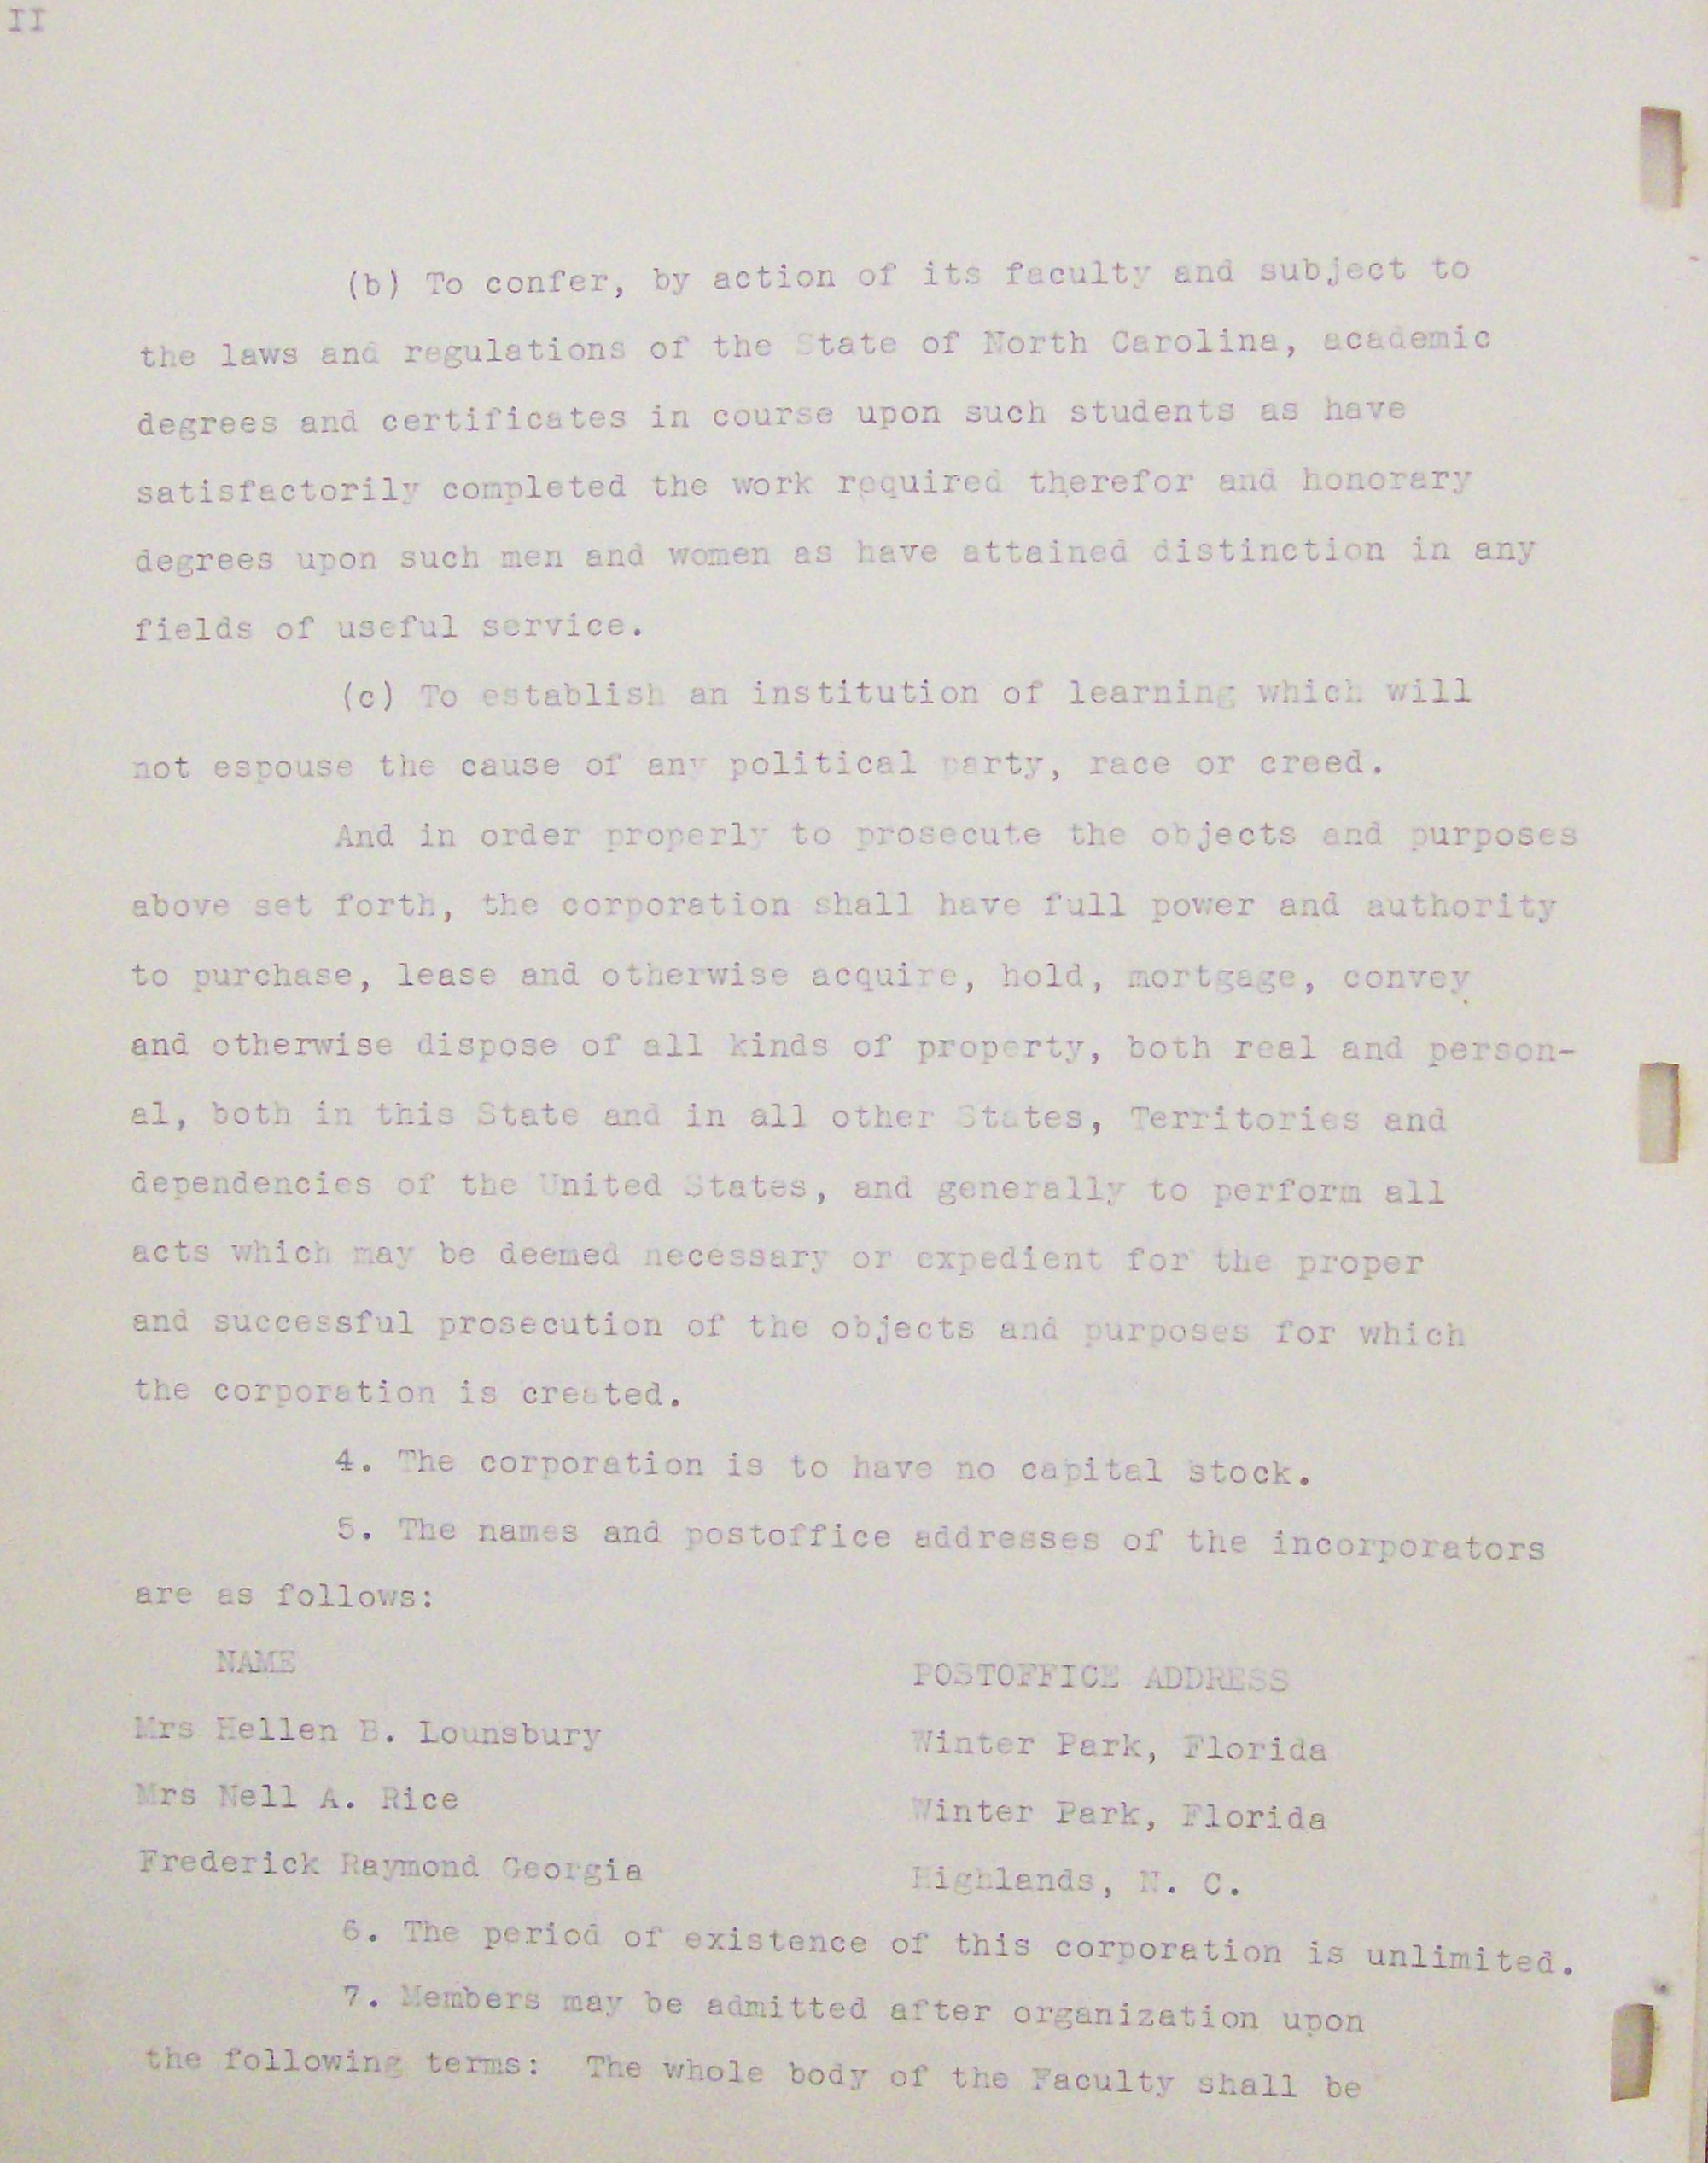 II
(b) To confer, by action of its faculty and subject to
the laws and regulations of the State of North Carolina, academic
degrees and certificates in course upon such students as have
satisfactorily completed the work required therefor and honorary
degrees upon such men and women as have attained distinction in any
fields of useful service.
(c) To establish an institution of learning which will
not espouse the cause of any political party, race or creed.
And in order properly to prosecute the objects and purposes
above set forth, the corporation shall have full power and authority
to purchase, lease and otherwise acquire, hold, mortgage, convey
and otherwise dispose of all kinds of property, both real and person-
al, both in this State and in all other States, Territories and
dependencies of the United States, and generally to perform all
acts which may be deemed necessary or expedient for the proper
and successful prosecution of the objects and purposes for which
the corporation is created.
4. The corporation is to have no capital stock.
5. The names and postoffice addresses of the incorporators
are as follows:
NAME POSTOFFICE ADDRESS
Mrs Hellen B. Lounsbury Winter Park, Florida
Mrs Nell A. Rice Winter Park, Florida
Frederick Raymond Georgia Highlands, N. C.
6. The period of existence of this corporation is unlimited.
7. Members may be admitted after organization upon
the following terms: The whole body of the Faculty shall be